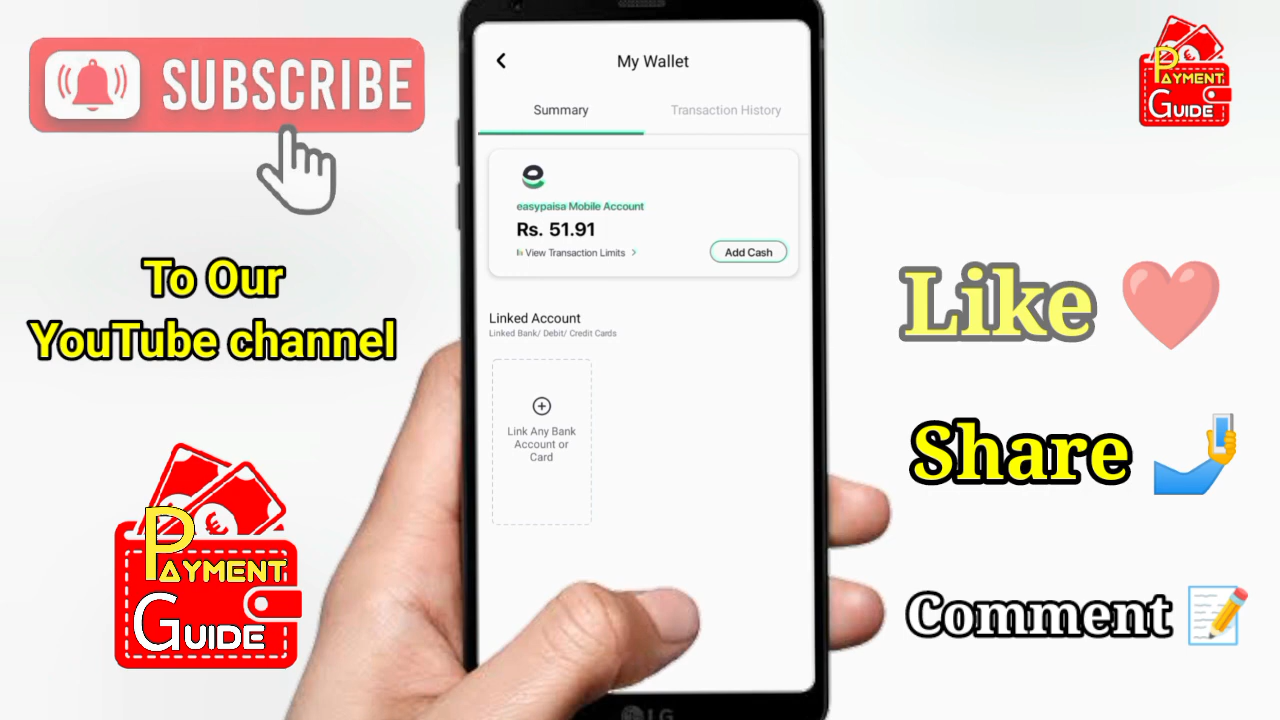 SUBSCRIBE
To Our
YouTube channel
PAYMENT
GUIDE
My Wallet
Summary
Transaction History
easypaisa Mobile Account
Rs. 51.91
View Transaction Limits
Add Cash
Linked Account
Linked Bank/ Debit/ Credit Cards
Link Any Bank
Account or
Card
LG
PAYMENT
GUIDE
Like
Share
Comment